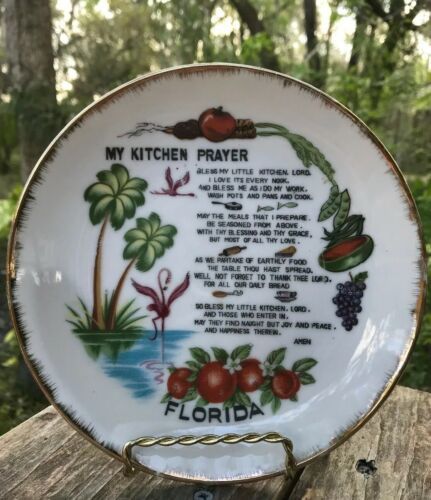 MY KITCHEN PRAYER
BLESS MY LITTLE KITCHEN, LORD,
I LOVE ITS EVERY NOOK,
AND BLESS ME AS I DO MY WORK,
WASH POTS AND PANS AND COOK.
MAY THE MEALS THAT I PREPARE,
BE SEASONED FROM ABOVE,
WITH THY BLESSING AND THY GRACE,
BUT MOST OF ALL THY LOVE.
AS WE PARTAKE OF EARTHLY FOOD
THE TABLE THOU HAST SPREAD,
WE'LL NOT FORGET TO THANK THEE LORD,
FOR ALL OUR DAILY BREAD
SO BLESS MY LITTLE KITCHEN, LORD,
AND THOSE WHO ENTER IN,
MAY THEY FIND NAUGHT BUT JOY AND PEACE,
AND HAPPINESS THEREIN.
AMEN
FLORIDA